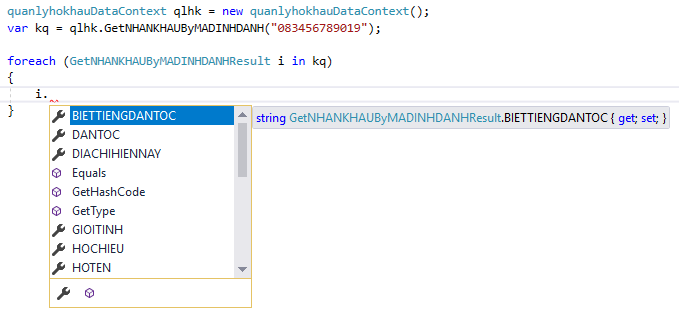 quanlyhokhauDataContext qlhk = new quanlyhokhauDataContext();
var kq = qlhk.GetNHANKHAUByMADINHDANH("083456789019");
foreach (GetNHANKHAUByMADINHDANHResult i in kq)
{
i.
}
BIETTIENGDANTOC
string GetNHANKHAUByMADINHDANHResult.BIETTIENGDANTOC { get; set; }
DANTOC
DIACHIHIENNAY
Equals
GetHashCode
GetType
GIOITINH
HOCHIEU
HOTEN